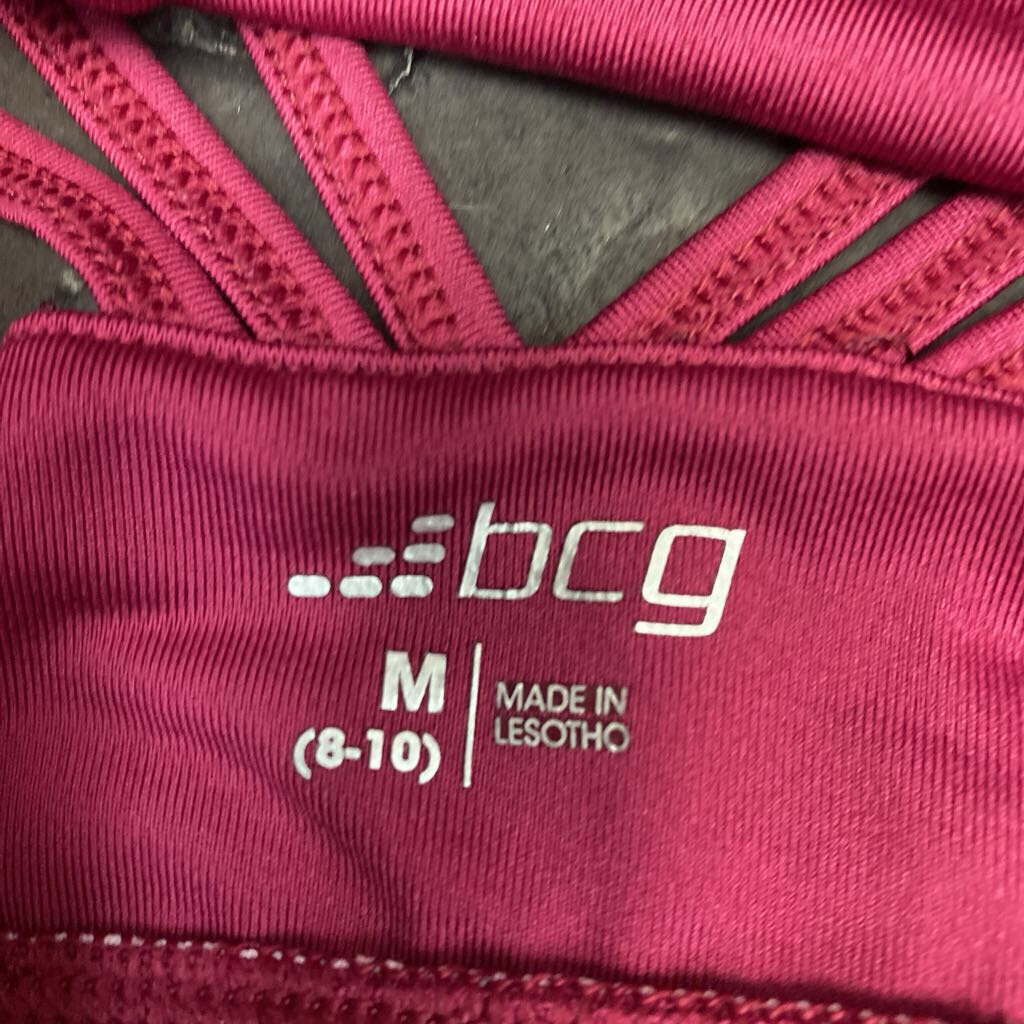 bcg
M
(8-10)
MADE IN
LESOTHO